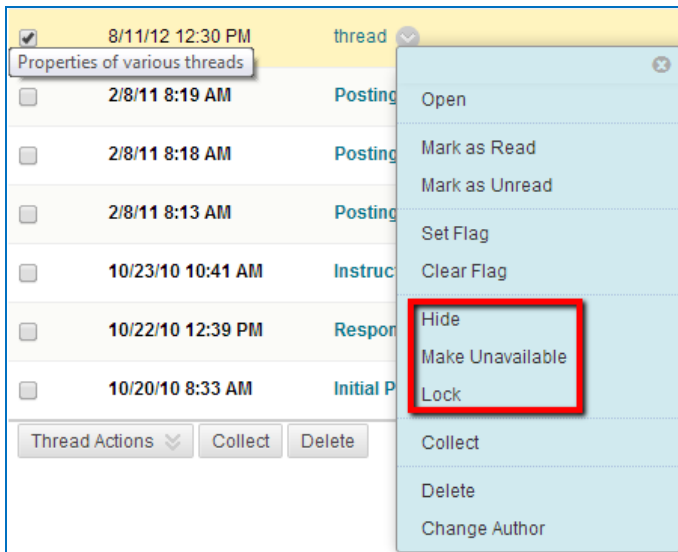 8/11/12 12:30 PM thread
Properties of various threads
2/8/11 8:19 AM Posting
2/8/11 8:18 AM Posting
2/8/11 8:13 AM Posting
10/23/10 10:41 AM Instruc
10/22/10 12:39 PM Respon
10/20/10 8:33 AM Initial P
Thread Actions Collect Delete
Open
Mark as Read
Mark as Unread
Set Flag
Clear Flag
Hide
Make Unavailable
Lock
Collect
Delete
Change Author